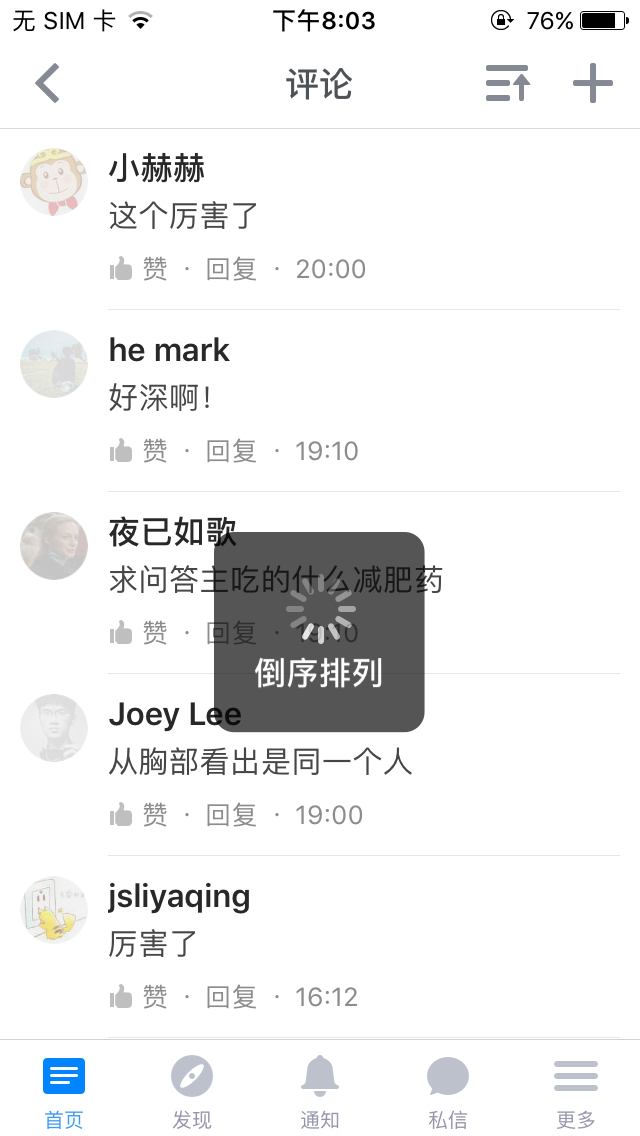 无 SIM 卡 下午8:03 76%
评论
小赫赫
这个厉害了
赞 · 回复 · 20:00
he mark
好深啊！
赞 · 回复 · 19:10
夜已如歌
求问答主吃的什么减肥药
赞 · 回复 · 19:10
倒序排列
Joey Lee
从胸部看出是同一个人
赞 · 回复 · 19:00
jsliyaqing
厉害了
赞 · 回复 · 16:12
首页 发现 通知 私信 更多